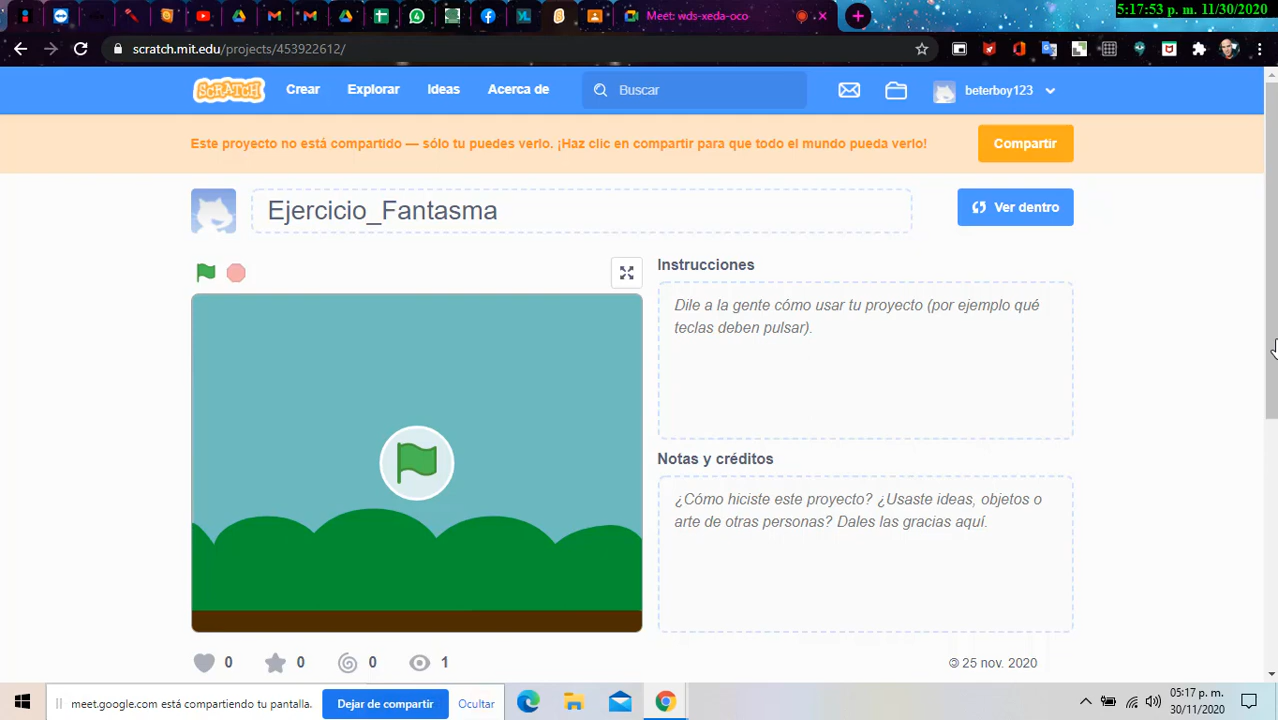 Meet: wds-xeda-oco
5:17:53 p. m. 11/30/2020
scratch.mit.edu/projects/453922612/
SCRATCH
Crear
Explorar
Ideas
Acerca de
Buscar
beterboy123
Este proyecto no está compartido — sólo tu puedes verlo. ¡Haz clic en compartir para que todo el mundo pueda verlo!
Compartir
Ejercicio_Fantasma
Ver dentro
Instrucciones
Dile a la gente cómo usar tu proyecto (por ejemplo qué
teclas deben pulsar).
Notas y créditos
¿Cómo hiciste este proyecto? ¿Usaste ideas, objetos o
arte de otras personas? Dales las gracias aquí.
0
0
0
1
© 25 nov. 2020
meet.google.com está compartiendo tu pantalla.
Dejar de compartir
Ocultar
05:17 p. m.
30/11/2020